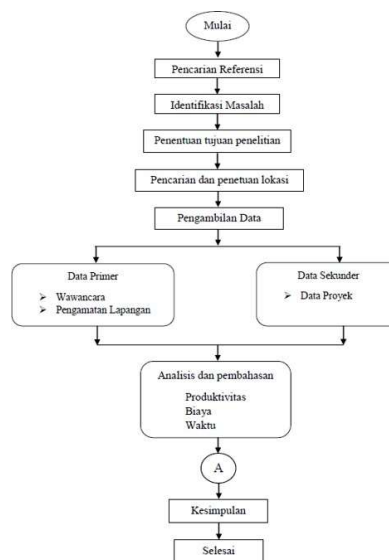 Mulai
Pencarian Referensi
Identifikasi Masalah
Penentuan tujuan penelitian
Pencarian dan penetuan lokasi
Pengambilan Data
Data Primer
➢ Wawancara
➢ Pengamatan Lapangan
Data Sekunder
➢ Data Proyek
Analisis dan pembahasan
Produktivitas
Biaya
Waktu
A
Kesimpulan
Selesai